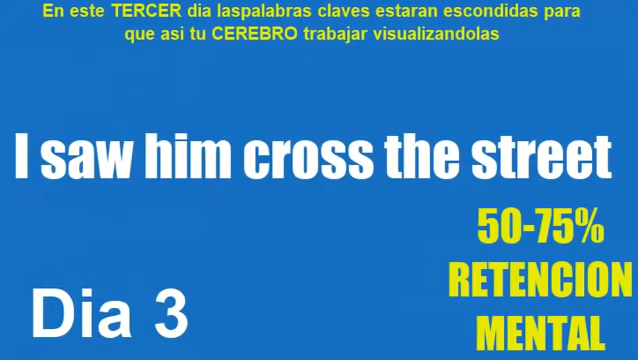 En este TERCER dia laspalabras claves estaran escondidas para
que asi tu CEREBRO trabajar visualizandolas
I saw him cross the street
50-75%
RETENCION
MENTAL
Dia 3